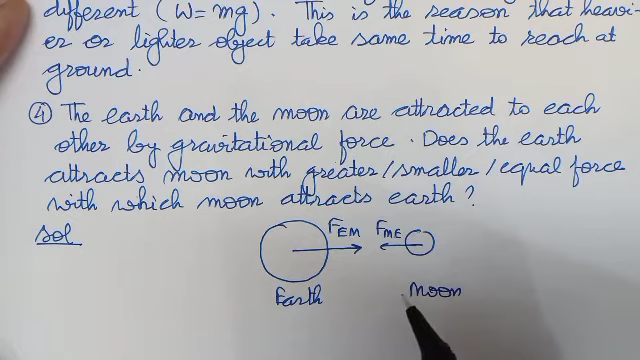 different (W = mg). This is the reason that heavi-
er or lighter object take same time to reach at
ground.
④ The earth and the moon are attracted to each
other by gravitational force. Does the earth
attracts moon with greater/smaller/equal force
with which moon attracts earth?
Sol
F_EM F_ME
Earth Moon